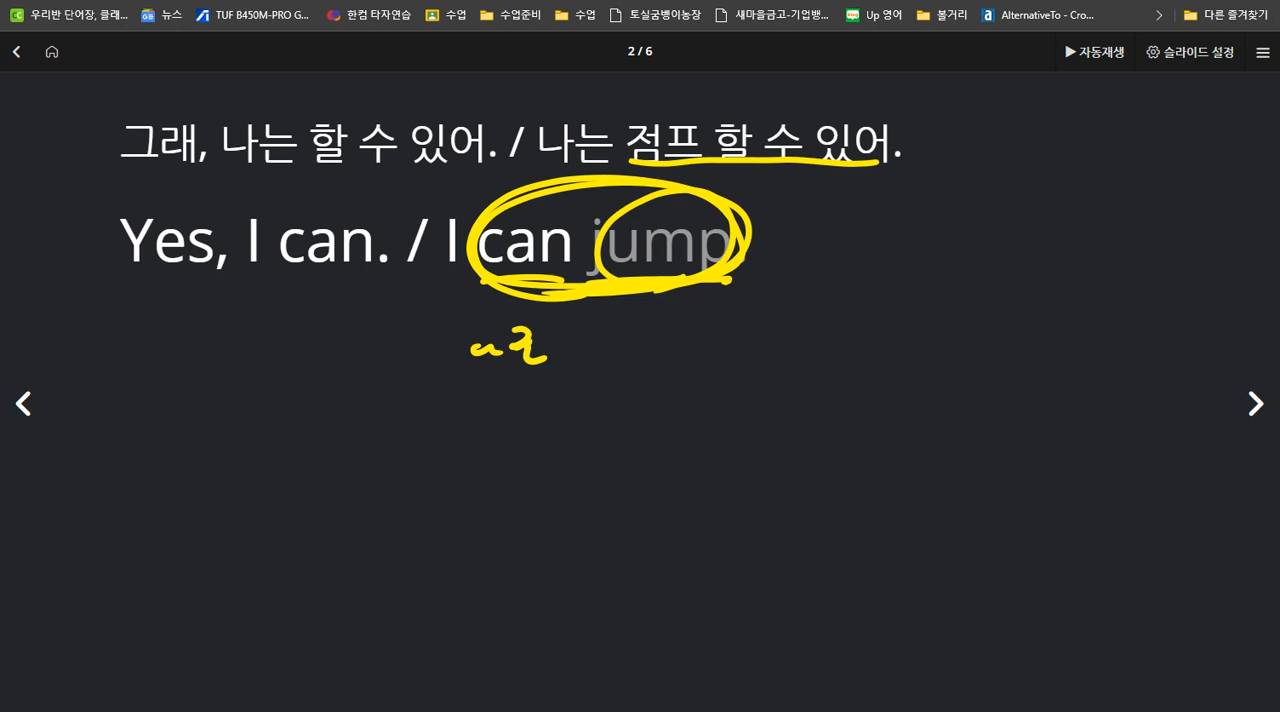 우리반 단어장, 클래... 뉴스 TUF B450M-PRO G... 한컴 타자연습 수업 수업준비 수업 토실굼벵이농장 새마을금고-기업뱅... Up 영어 볼거리 AlternativeTo - Cro... 다른 즐겨찾기
2 / 6 자동재생 슬라이드 설정
그래, 나는 할 수 있어. / 나는 점프 할 수 있어.
Yes, I can. / I can jump.